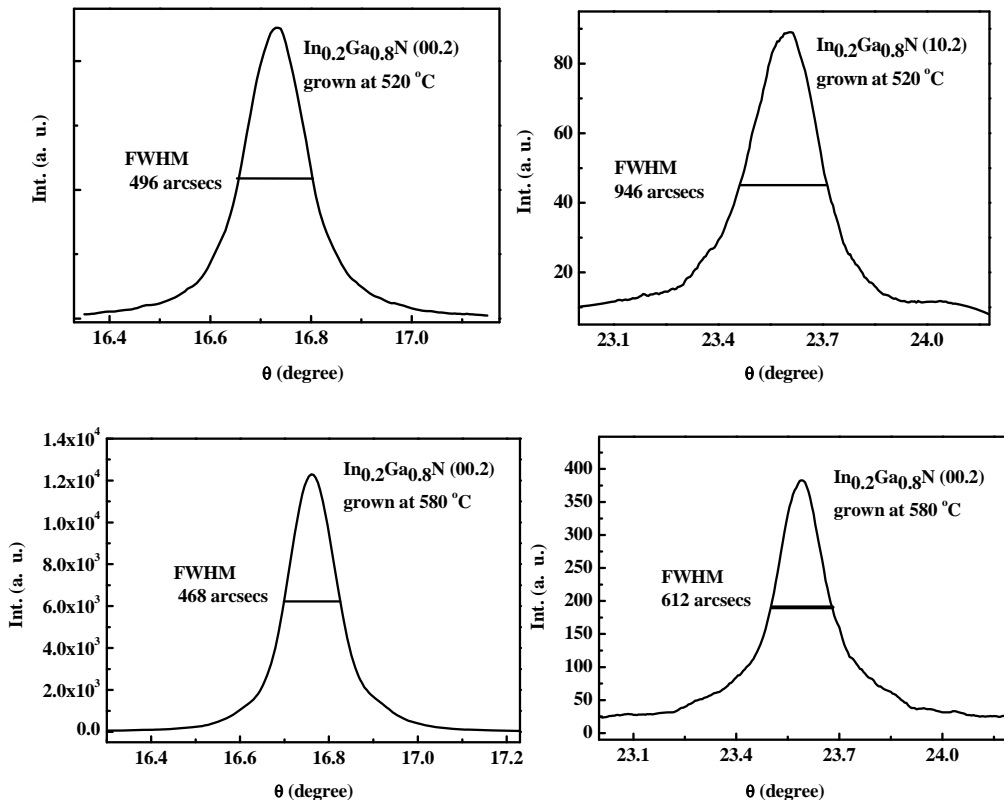 In0.2Ga0.8N (00.2)
grown at 520 °C
FWHM
496 arcsecs
Int. (a. u.)
16.4 16.6 16.8 17.0
θ (degree)
In0.2Ga0.8N (10.2)
grown at 520 °C
FWHM
946 arcsecs
Int. (a. u.)
80
60
40
20
23.1 23.4 23.7 24.0
θ (degree)
1.4x10^4
1.2x10^4
1.0x10^4
8.0x10^3
6.0x10^3
4.0x10^3
2.0x10^3
0.0
Int. (a. u.)
In0.2Ga0.8N (00.2)
grown at 580 °C
FWHM
468 arcsecs
16.4 16.6 16.8 17.0 17.2
θ (degree)
400
350
300
250
200
150
100
50
0
Int. (a. u.)
In0.2Ga0.8N (00.2)
grown at 580 °C
FWHM
612 arcsecs
23.1 23.4 23.7 24.0
θ (degree)